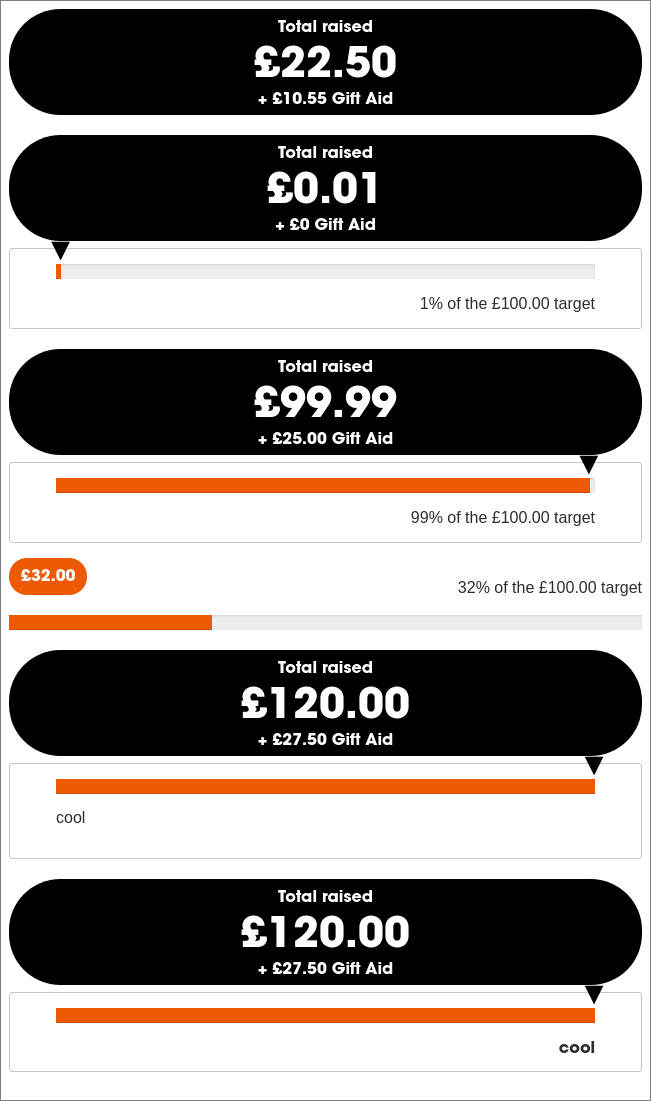 Total raised
£22.50
+ £10.55 Gift Aid
Total raised
£0.01
+ £0 Gift Aid
1% of the £100.00 target
Total raised
£99.99
+ £25.00 Gift Aid
99% of the £100.00 target
£32.00
32% of the £100.00 target
Total raised
£120.00
+ £27.50 Gift Aid
cool
Total raised
£120.00
+ £27.50 Gift Aid
cool